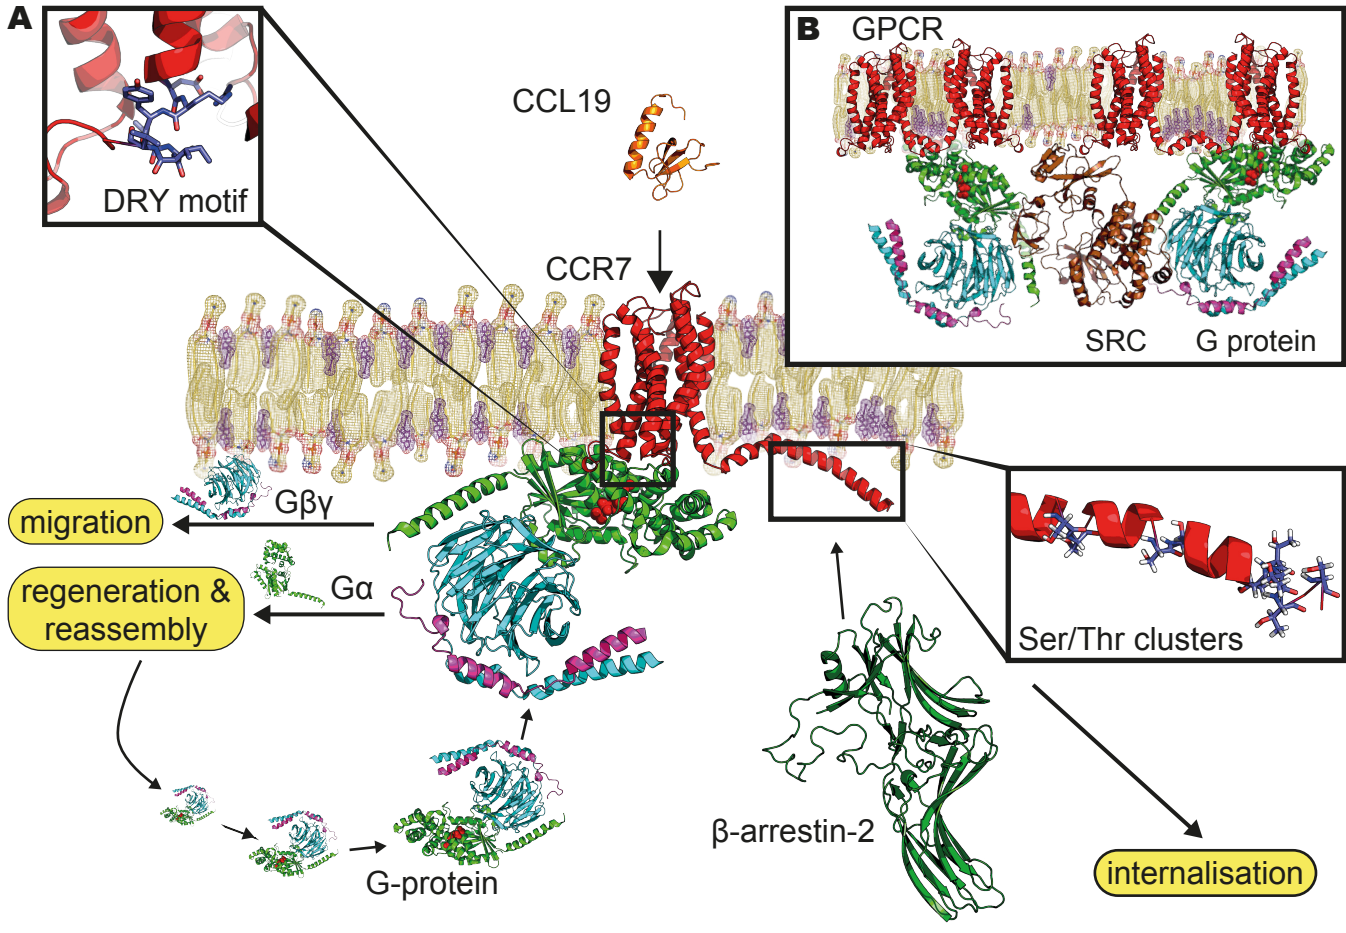 A
DRY motif
CCL19
CCR7
B
GPCR
SRC
G protein
Gβγ
migration
Gα
regeneration &
reassembly
Ser/Thr clusters
β-arrestin-2
G-protein
internalisation